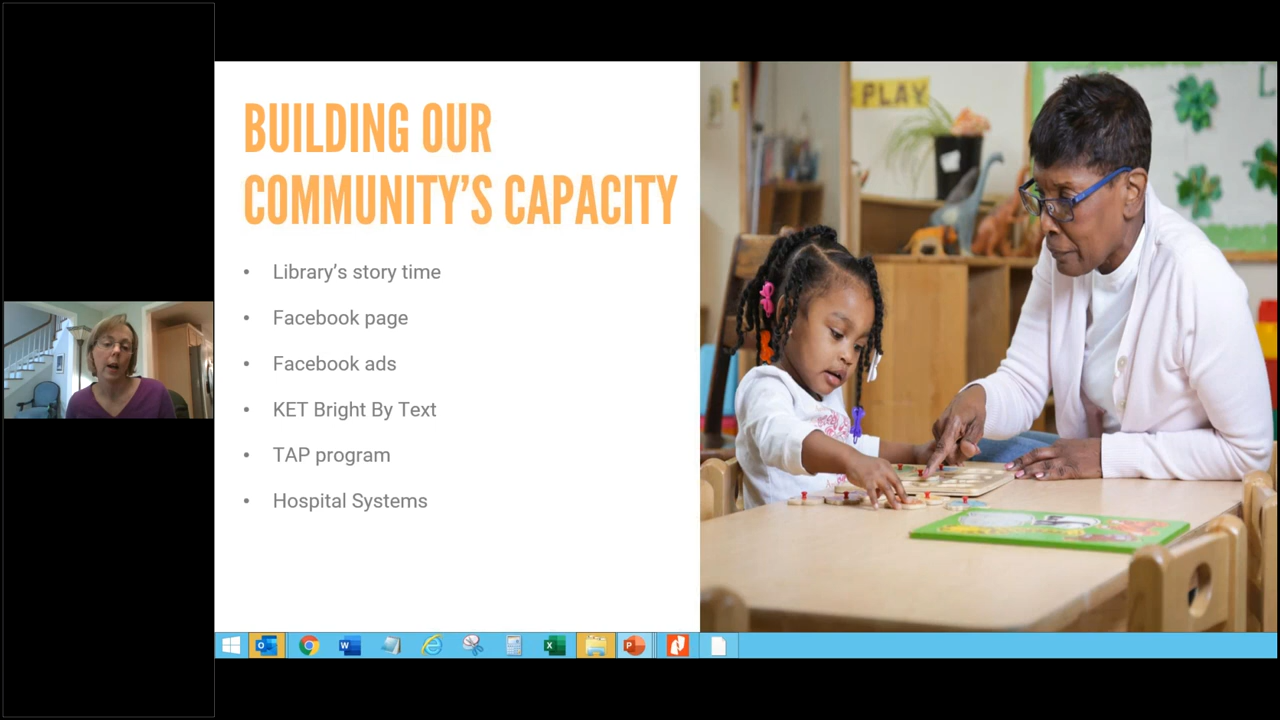 BUILDING OUR
COMMUNITY'S CAPACITY
• Library's story time
• Facebook page
• Facebook ads
• KET Bright By Text
• TAP program
• Hospital Systems
PLAY
L